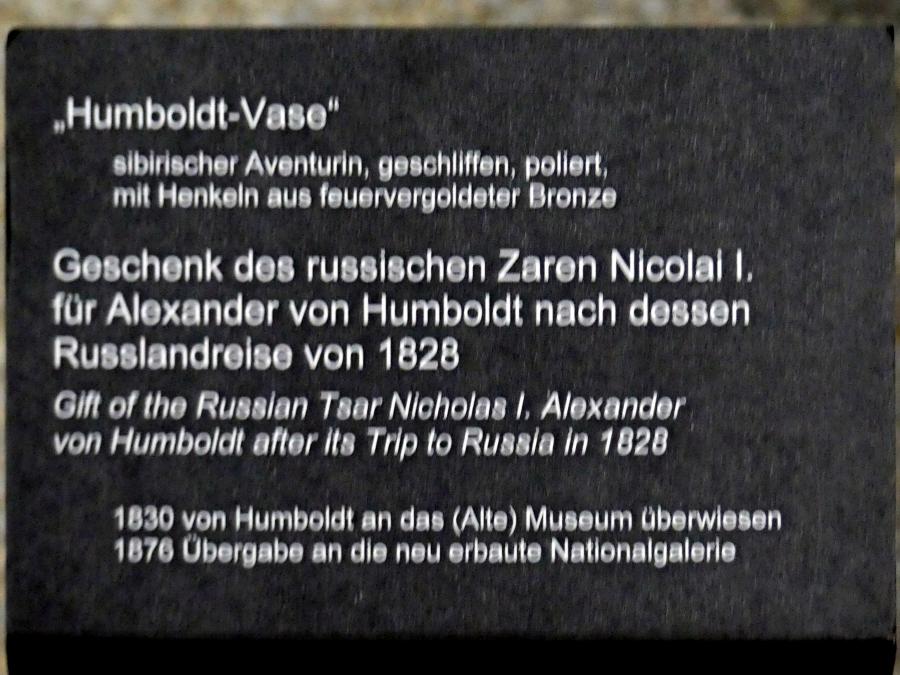 „Humboldt-Vase“
sibirischer Aventurin, geschliffen, poliert,
mit Henkeln aus feuervergoldeter Bronze
Geschenk des russischen Zaren Nicolai I.
für Alexander von Humboldt nach dessen
Russlandreise von 1828
Gift of the Russian Tsar Nicholas I. Alexander
von Humboldt after its Trip to Russia in 1828
1830 von Humboldt an das (Alte) Museum überwiesen
1876 Übergabe an die neu erbaute Nationalgalerie